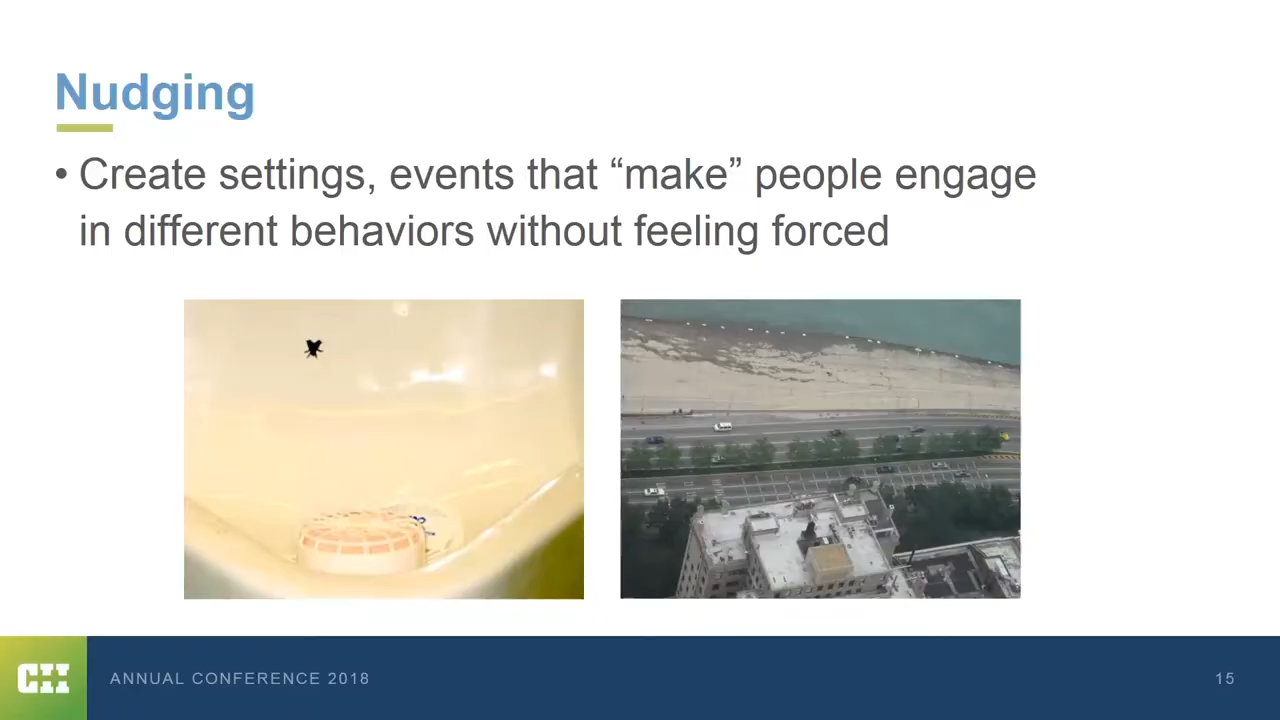 Nudging
• Create settings, events that “make” people engage
in different behaviors without feeling forced
CII
ANNUAL CONFERENCE 2018
15